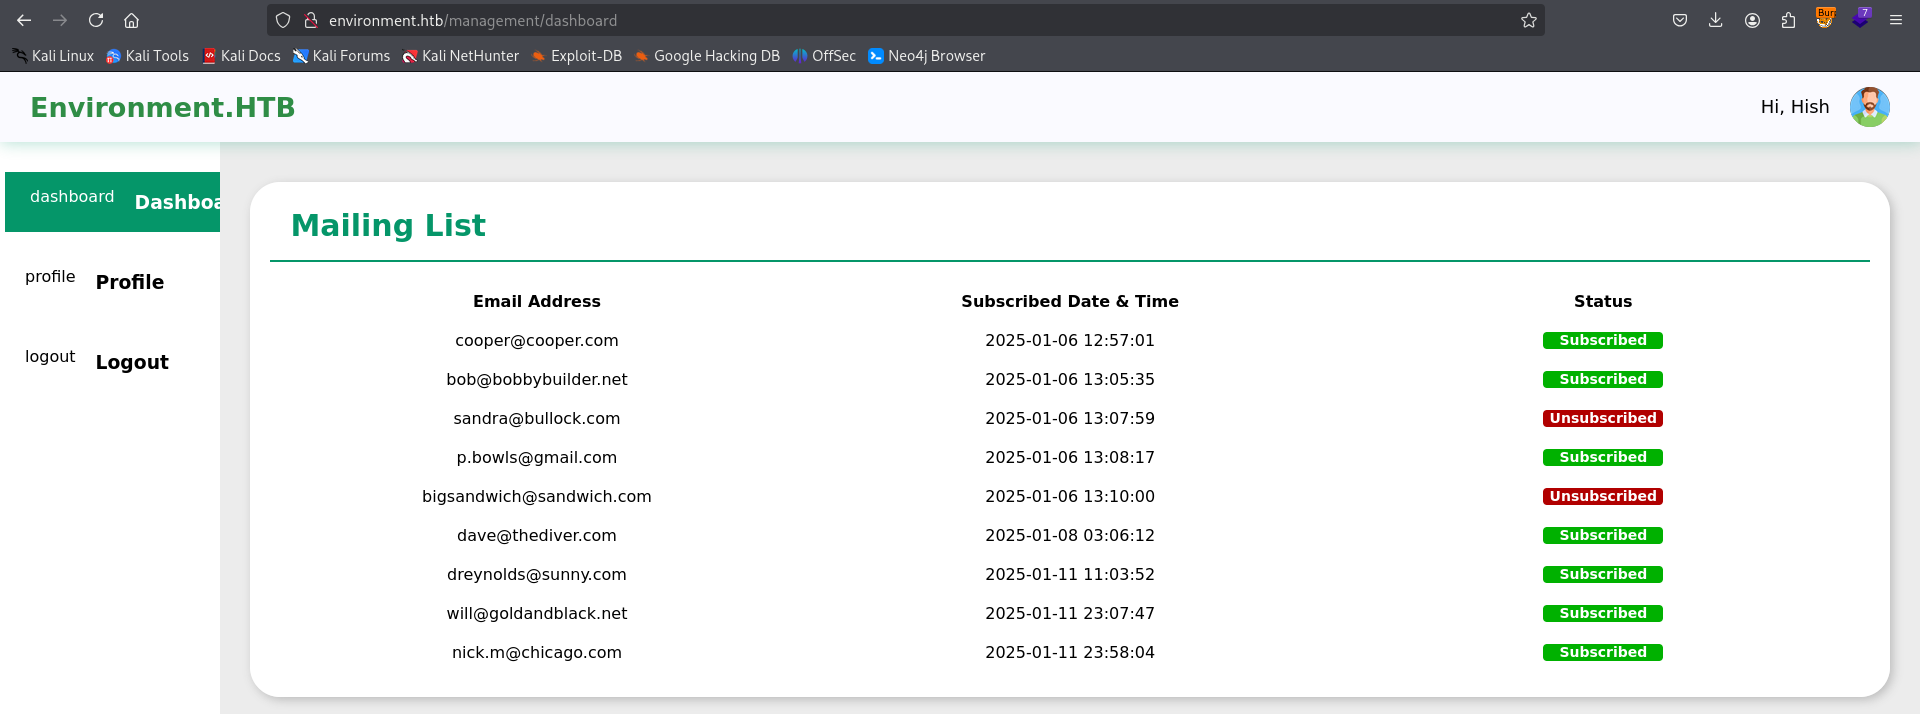 environment.htb/management/dashboard
Kali Linux Kali Tools Kali Docs Kali Forums Kali NetHunter Exploit-DB Google Hacking DB OffSec Neo4j Browser
Environment.HTB Hi, Hish
dashboard Dashboa
profile Profile
logout Logout
Mailing List
Email Address Subscribed Date & Time Status
cooper@cooper.com 2025-01-06 12:57:01 Subscribed
bob@bobbybuilder.net 2025-01-06 13:05:35 Subscribed
sandra@bullock.com 2025-01-06 13:07:59 Unsubscribed
p.bowls@gmail.com 2025-01-06 13:08:17 Subscribed
bigsandwich@sandwich.com 2025-01-06 13:10:00 Unsubscribed
dave@thediver.com 2025-01-08 03:06:12 Subscribed
dreynolds@sunny.com 2025-01-11 11:03:52 Subscribed
will@goldandblack.net 2025-01-11 23:07:47 Subscribed
nick.m@chicago.com 2025-01-11 23:58:04 Subscribed